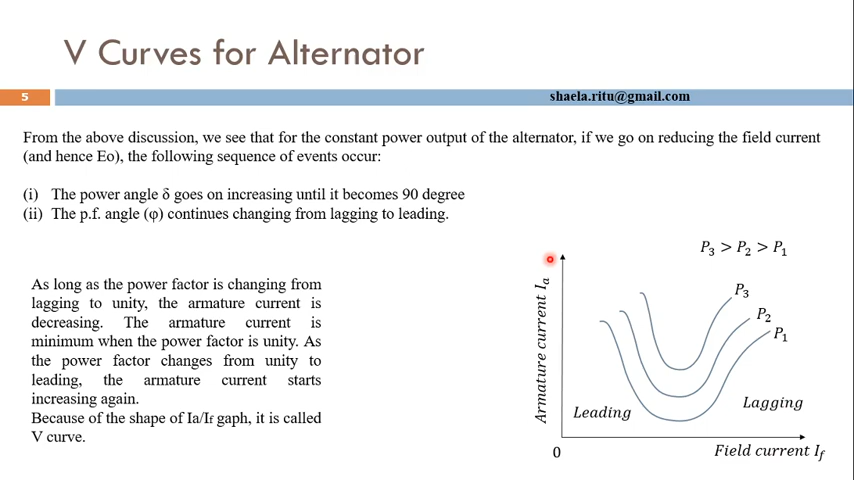 V Curves for Alternator
5
shaela.ritu@gmail.com
From the above discussion, we see that for the constant power output of the alternator, if we go on reducing the field current
(and hence Eo), the following sequence of events occur:
(i) The power angle δ goes on increasing until it becomes 90 degree
(ii) The p.f. angle (φ) continues changing from lagging to leading.
As long as the power factor is changing from
lagging to unity, the armature current is
decreasing. The armature current is
minimum when the power factor is unity. As
the power factor changes from unity to
leading, the armature current starts
increasing again.
Because of the shape of Ia/If gaph, it is called
V curve.
P₃ > P₂ > P₁
Armature current Iₐ
P₃
P₂
P₁
Leading
Lagging
0
Field current I_f